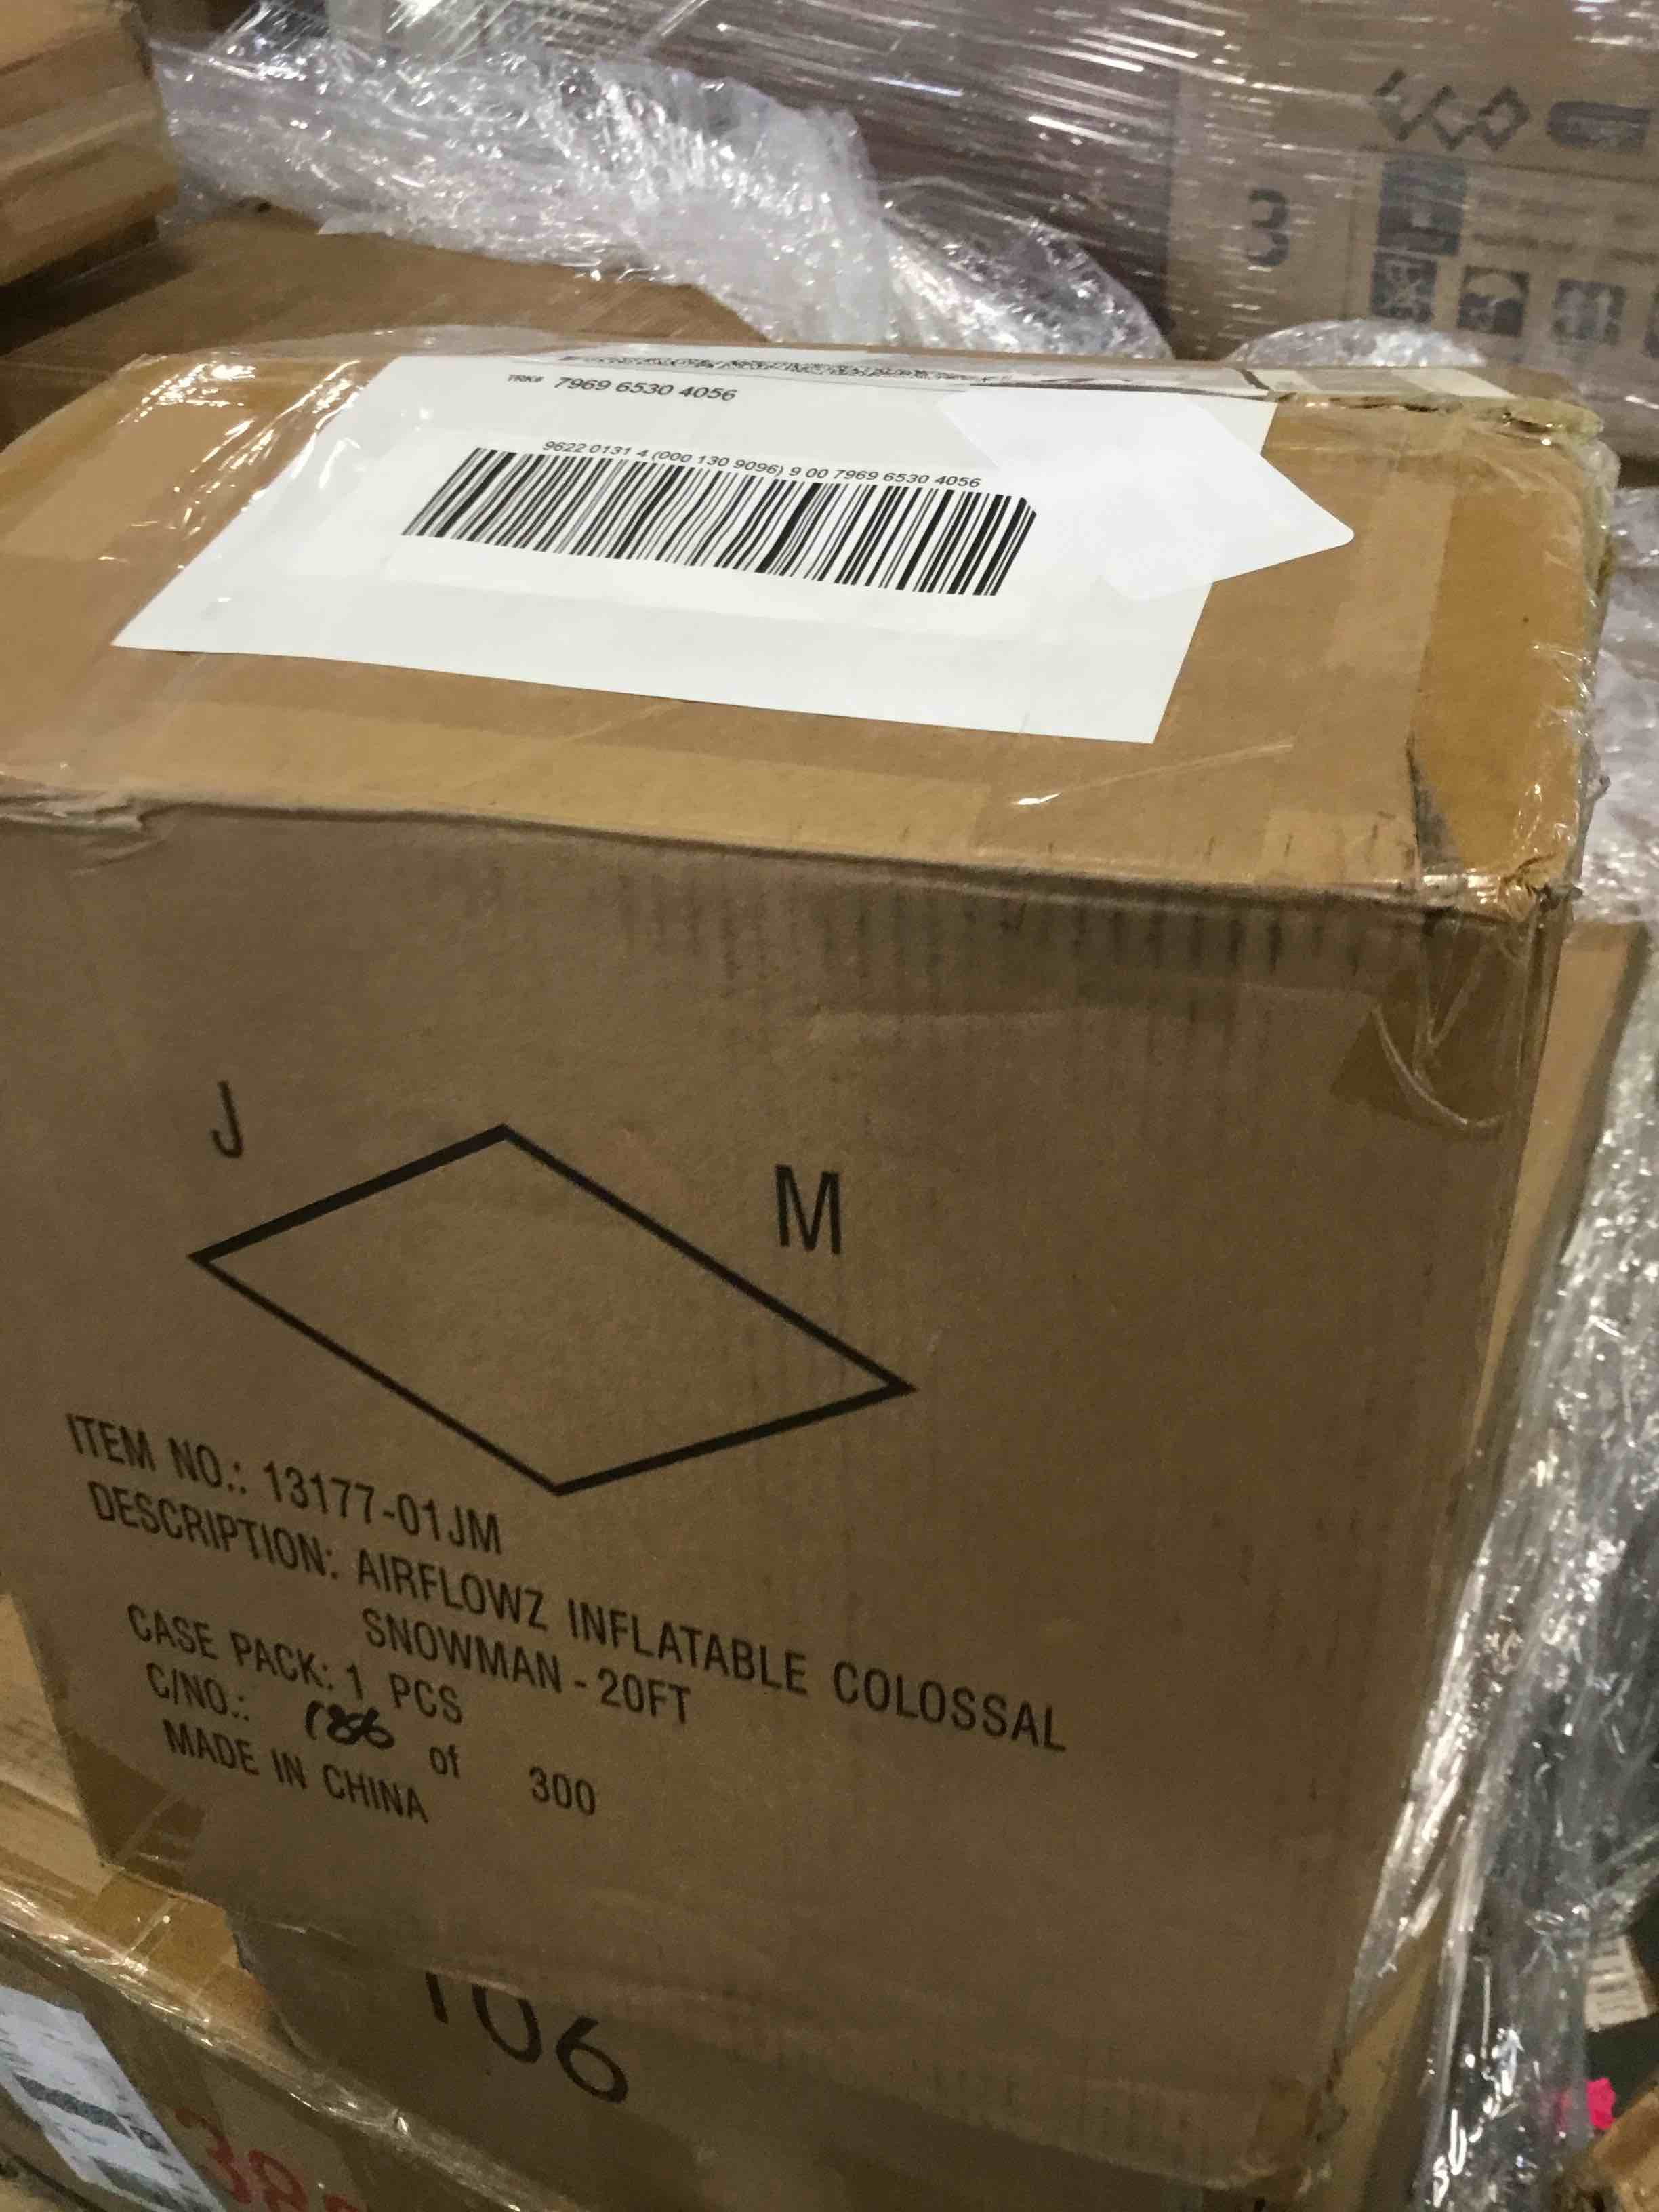 3
TRK# 7969 6530 4056
9622 0131 4 (000 130 9096) 9 00 7969 6530 4056
J
M
ITEM NO.: 13177-01JM
DESCRIPTION: AIRFLOWZ INFLATABLE COLOSSAL
SNOWMAN - 20FT
CASE PACK: 1 PCS
C/NO.: 186 of 300
MADE IN CHINA
106